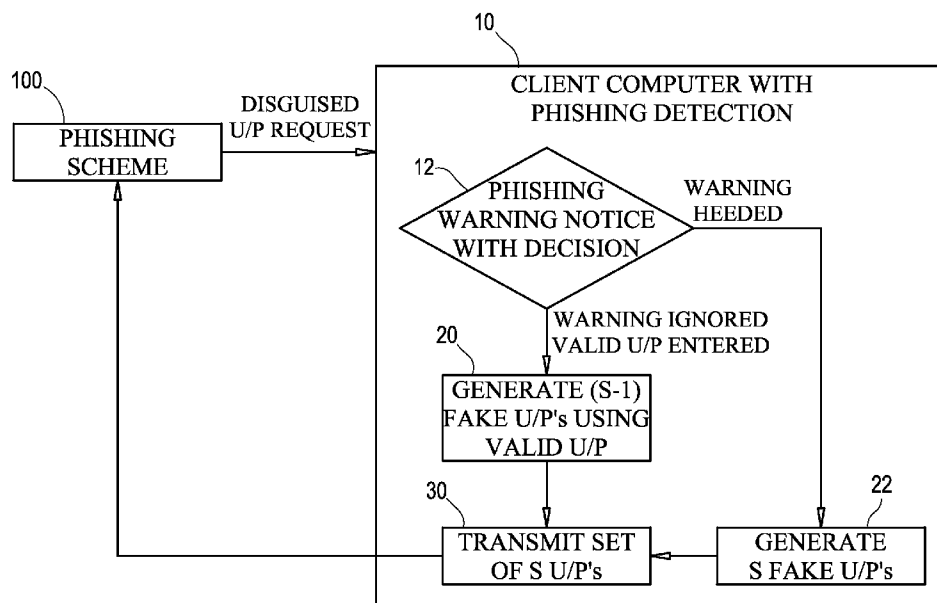 10
CLIENT COMPUTER WITH
PHISHING DETECTION
100
PHISHING
SCHEME
DISGUISED
U/P REQUEST
12
PHISHING
WARNING NOTICE
WITH DECISION
WARNING
HEEDED
WARNING IGNORED
VALID U/P ENTERED
20
GENERATE (S-1)
FAKE U/P's USING
VALID U/P
30
TRANSMIT SET
OF S U/P's
22
GENERATE
S FAKE U/P's